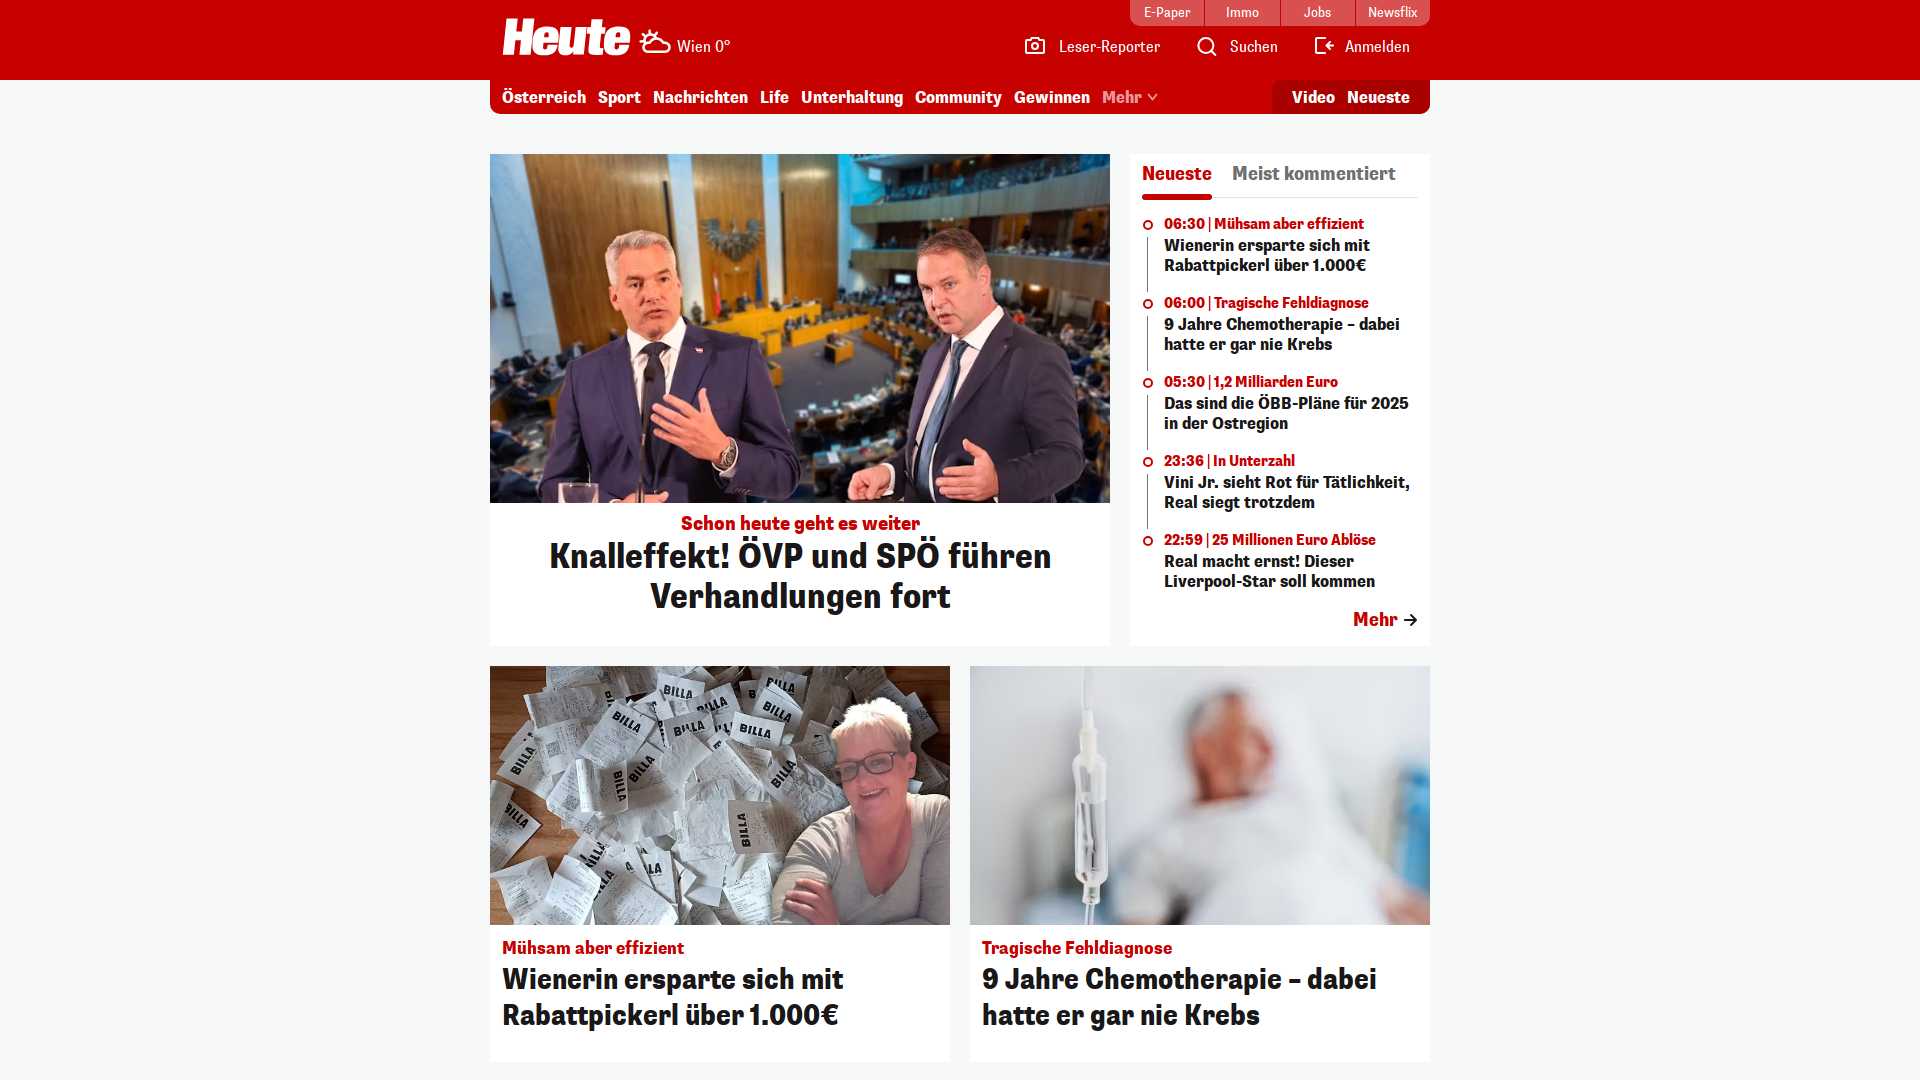 E-Paper
Immo
Jobs
Newsflix
Heute
Wien 0°
Leser-Reporter
Suchen
Anmelden
Österreich
Sport
Nachrichten
Life
Unterhaltung
Community
Gewinnen
Mehr
Video
Neueste
Schon heute geht es weiter
Knalleffekt! ÖVP und SPÖ führen
Verhandlungen fort
Neueste
Meist kommentiert
06:30 | Mühsam aber effizient
Wienerin ersparte sich mit
Rabattpickerl über 1.000€
06:00 | Tragische Fehldiagnose
9 Jahre Chemotherapie – dabei
hatte er gar nie Krebs
05:30 | 1,2 Milliarden Euro
Das sind die ÖBB-Pläne für 2025
in der Ostregion
23:36 | In Unterzahl
Vini Jr. sieht Rot für Tätlichkeit,
Real siegt trotzdem
22:59 | 25 Millionen Euro Ablöse
Real macht ernst! Dieser
Liverpool-Star soll kommen
Mehr
BILLA
BILLA
BILLA
BILLA
BILLA
BILLA
BILLA
BILLA
BILLA
BILLA
BILLA
BILLA
BILLA
Mühsam aber effizient
Wienerin ersparte sich mit
Rabattpickerl über 1.000€
Tragische Fehldiagnose
9 Jahre Chemotherapie – dabei
hatte er gar nie Krebs